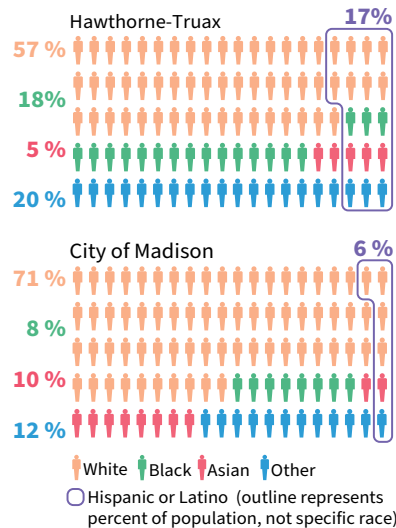 Hawthorne-Truax
17%
57 %
18%
5 %
20 %
City of Madison
6 %
71 %
8 %
10 %
12 %
White Black Asian Other
Hispanic or Latino (outline represents
percent of population, not specific race)